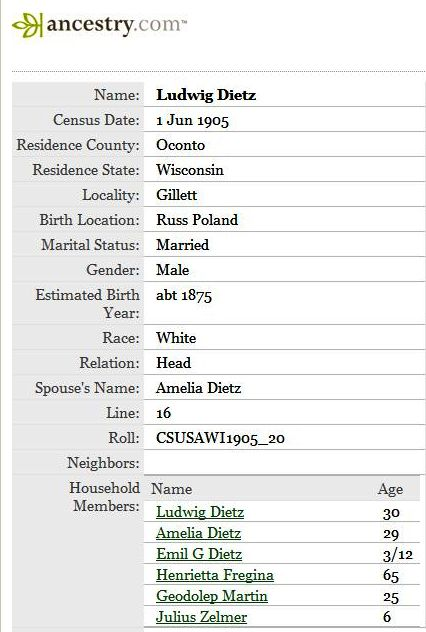 ancestry.com™
Name: Ludwig Dietz
Census Date: 1 Jun 1905
Residence County: Oconto
Residence State: Wisconsin
Locality: Gillett
Birth Location: Russ Poland
Marital Status: Married
Gender: Male
Estimated Birth abt 1875
Year:
Race: White
Relation: Head
Spouse's Name: Amelia Dietz
Line: 16
Roll: CSUSAWI1905_20
Neighbors:
Household Name Age
Members:
Ludwig Dietz 30
Amelia Dietz 29
Emil G Dietz 3/12
Henrietta Fregina 65
Geodolep Martin 25
Julius Zelmer 6